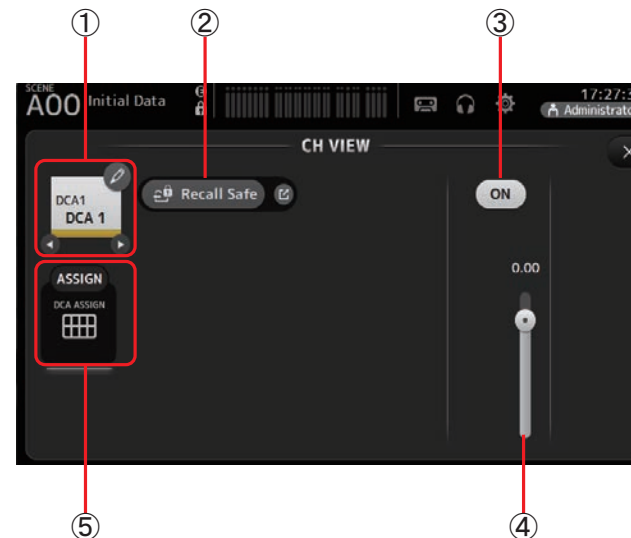 ① ② ③
SCENE
A00 Initial Data
17:27:3
Administrato
CH VIEW
DCA1
DCA 1
Recall Safe
ON
ASSIGN
DCA ASSIGN
0.00
⑤ ④